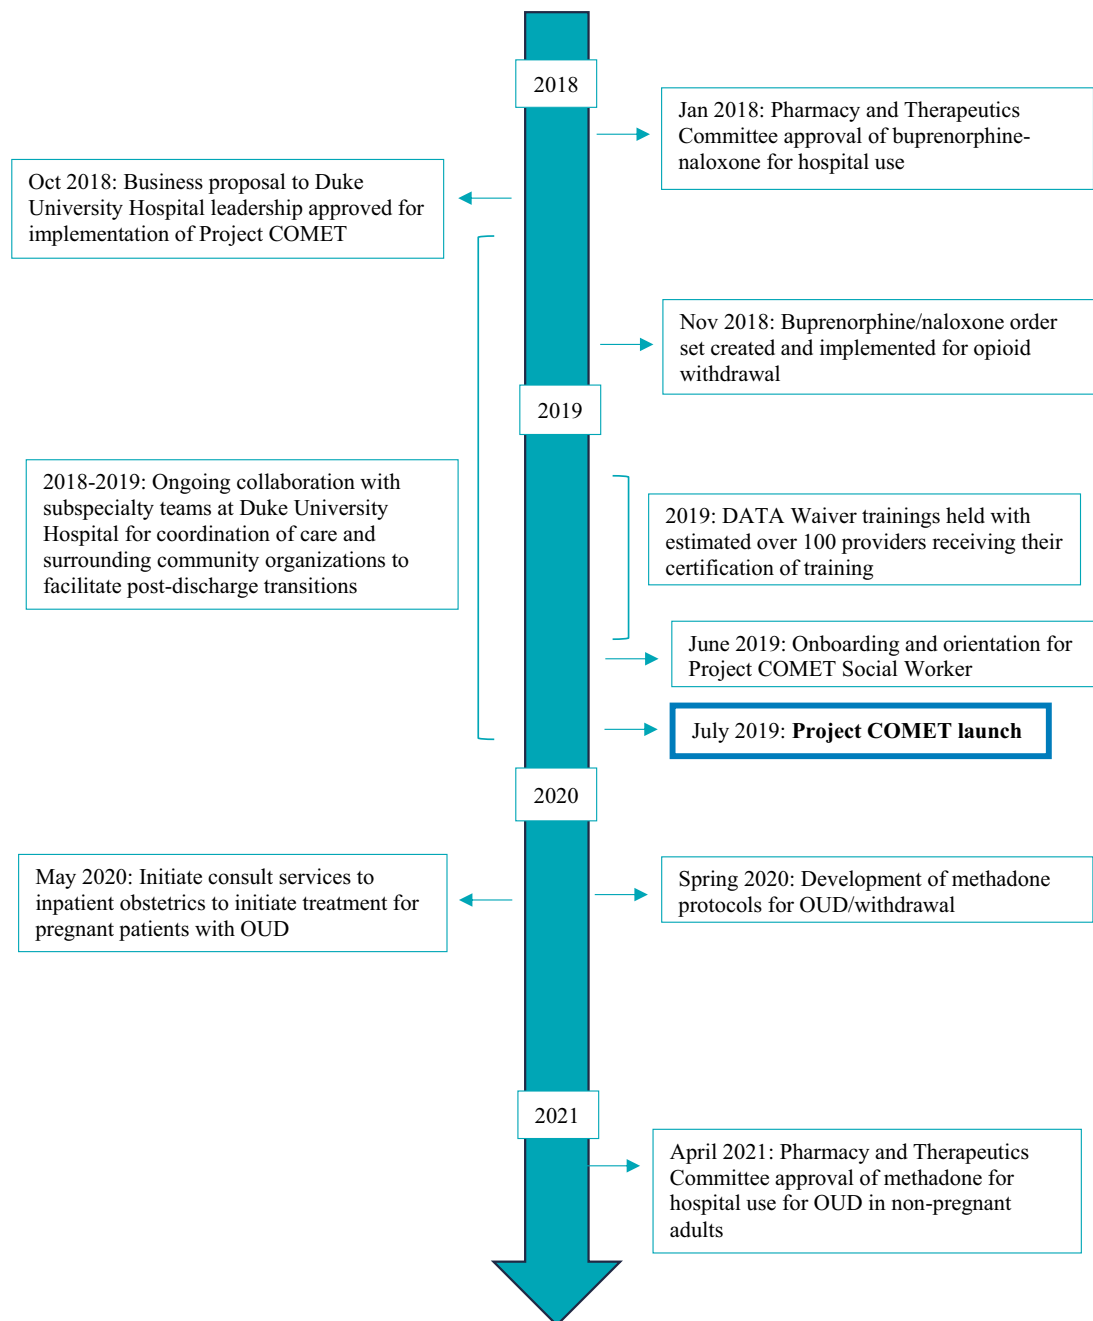 2018
Jan 2018: Pharmacy and Therapeutics
Committee approval of buprenorphine-
naloxone for hospital use
Oct 2018: Business proposal to Duke
University Hospital leadership approved for
implementation of Project COMET
Nov 2018: Buprenorphine/naloxone order
set created and implemented for opioid
withdrawal
2019
2018-2019: Ongoing collaboration with
subspecialty teams at Duke University
Hospital for coordination of care and
surrounding community organizations to
facilitate post-discharge transitions
2019: DATA Waiver trainings held with
estimated over 100 providers receiving their
certification of training
June 2019: Onboarding and orientation for
Project COMET Social Worker
July 2019: Project COMET launch
2020
May 2020: Initiate consult services to
inpatient obstetrics to initiate treatment for
pregnant patients with OUD
Spring 2020: Development of methadone
protocols for OUD/withdrawal
2021
April 2021: Pharmacy and Therapeutics
Committee approval of methadone for
hospital use for OUD in non-pregnant
adults